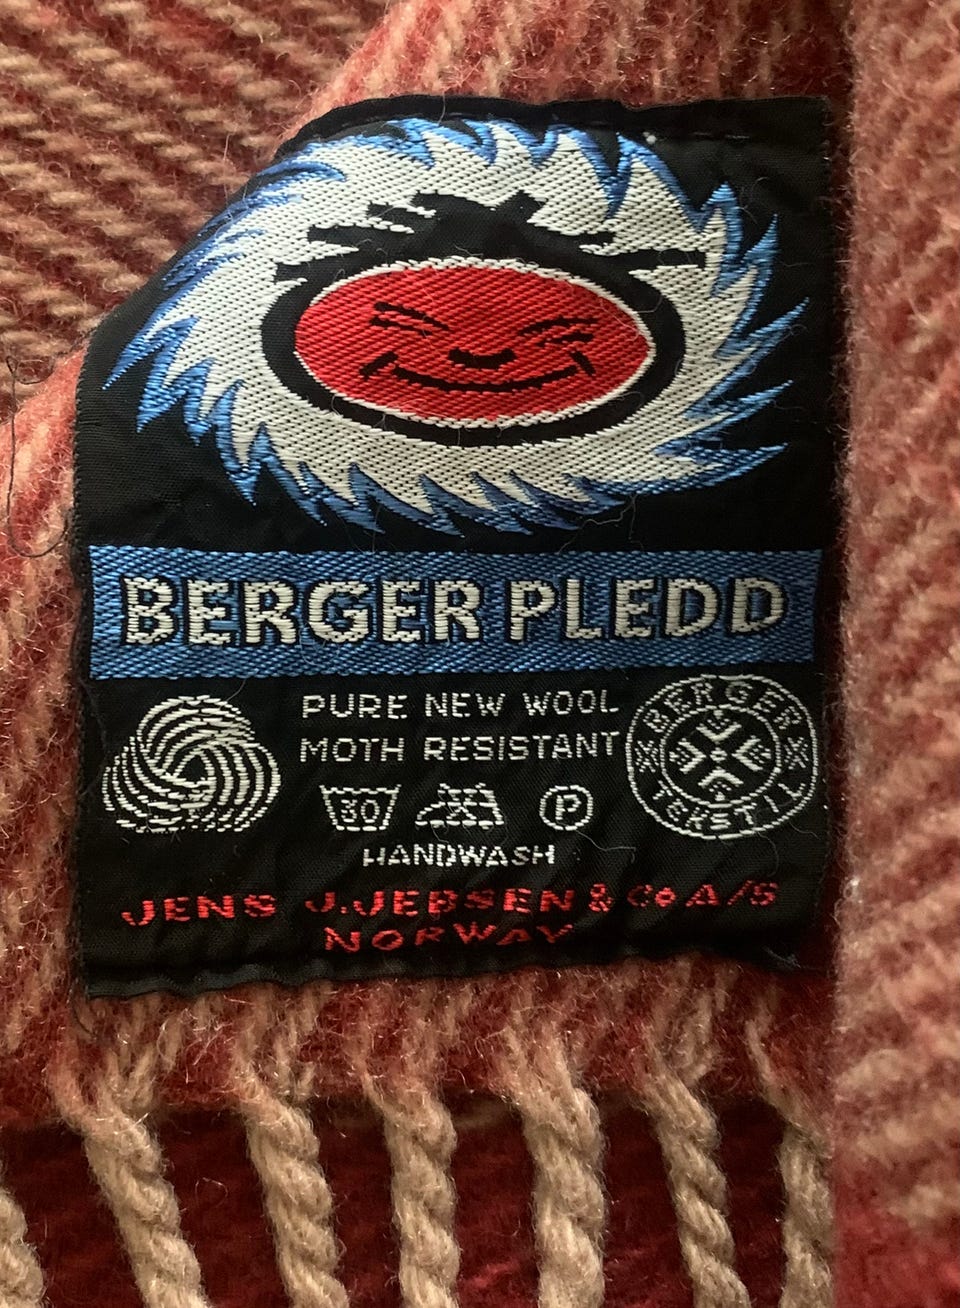 BERGER PLEDD
PURE NEW WOOL
MOTH RESISTANT
BERGER TEKSTIL
30 P
HANDWASH
JENS J.JEBSEN & Co A/S
NORWAY